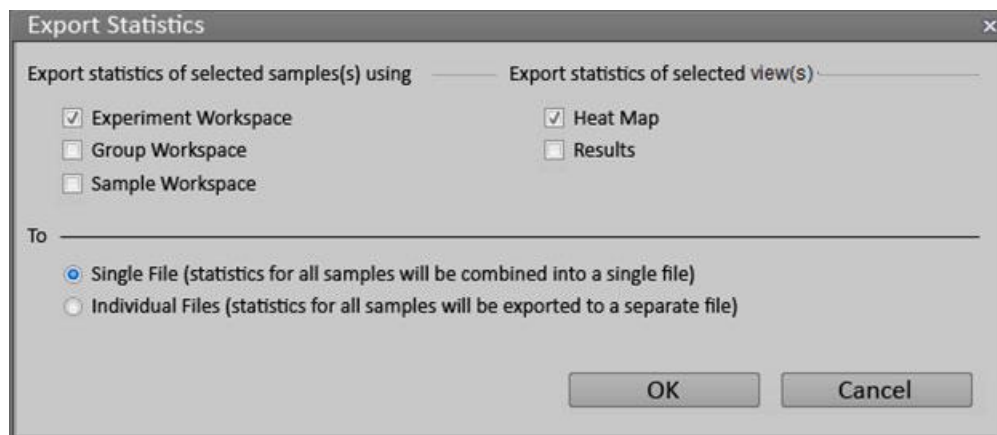 Export Statistics
Export statistics of selected samples(s) using
Export statistics of selected view(s)
Experiment Workspace
Heat Map
Group Workspace
Results
Sample Workspace
To
Single File (statistics for all samples will be combined into a single file)
Individual Files (statistics for all samples will be exported to a separate file)
OK
Cancel